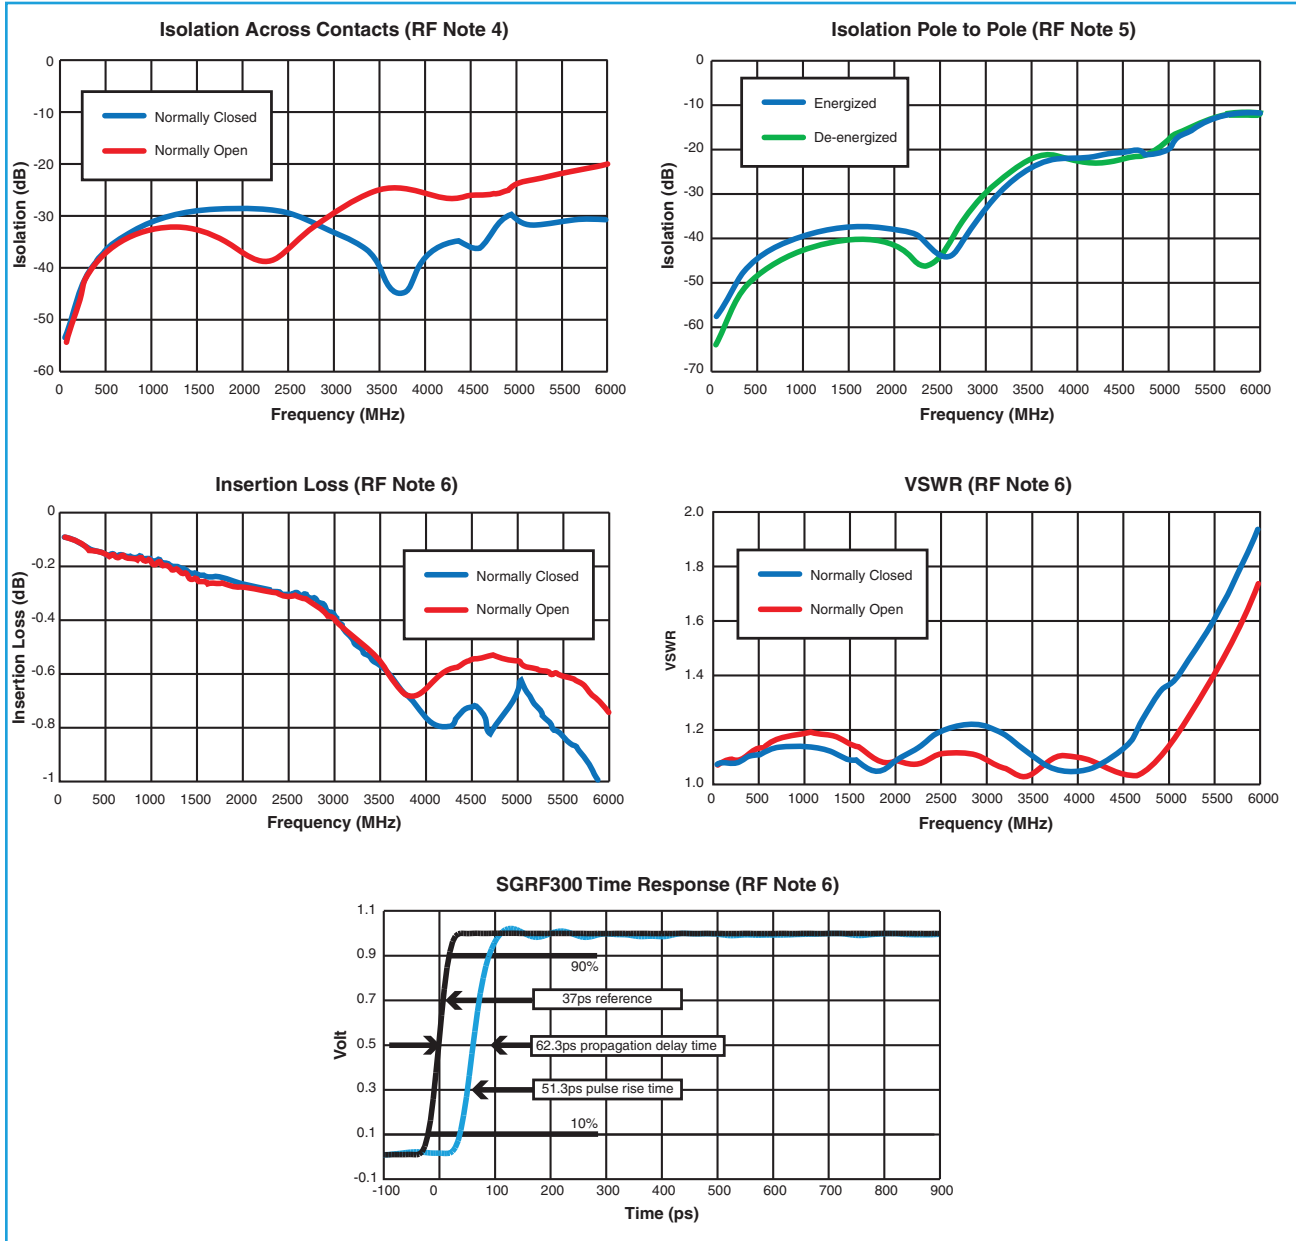 Isolation Across Contacts (RF Note 4)
0
-10
-20
-30
-40
-50
-60
Isolation (dB)
Normally Closed
Normally Open
0 500 1000 1500 2000 2500 3000 3500 4000 4500 5000 5500 6000
Frequency (MHz)
Isolation Pole to Pole (RF Note 5)
0
-10
-20
-30
-40
-50
-60
-70
Isolation (dB)
Energized
De-energized
0 500 1000 1500 2000 2500 3000 3500 4000 4500 5000 5500 6000
Frequency (MHz)
Insertion Loss (RF Note 6)
0
-0.2
-0.4
-0.6
-0.8
-1
Insertion Loss (dB)
Normally Closed
Normally Open
0 500 1000 1500 2000 2500 3000 3500 4000 4500 5000 5500 6000
Frequency (MHz)
VSWR (RF Note 6)
2.0
1.8
1.6
1.4
1.2
1.0
VSWR
Normally Closed
Normally Open
0 500 1000 1500 2000 2500 3000 3500 4000 4500 5000 5500 6000
Frequency (MHz)
SGRF300 Time Response (RF Note 6)
1.1
0.9
0.7
0.5
0.3
0.1
-0.1
Volt
90%
37ps reference
62.3ps propagation delay time
51.3ps pulse rise time
10%
-100 0 100 200 300 400 500 600 700 800 900
Time (ps)